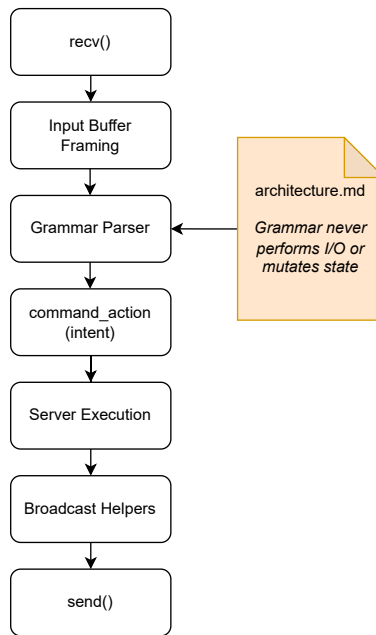 recv()
Input Buffer
Framing
Grammar Parser
architecture.md
Grammar never
performs I/O or
mutates state
command_action
(intent)
Server Execution
Broadcast Helpers
send()